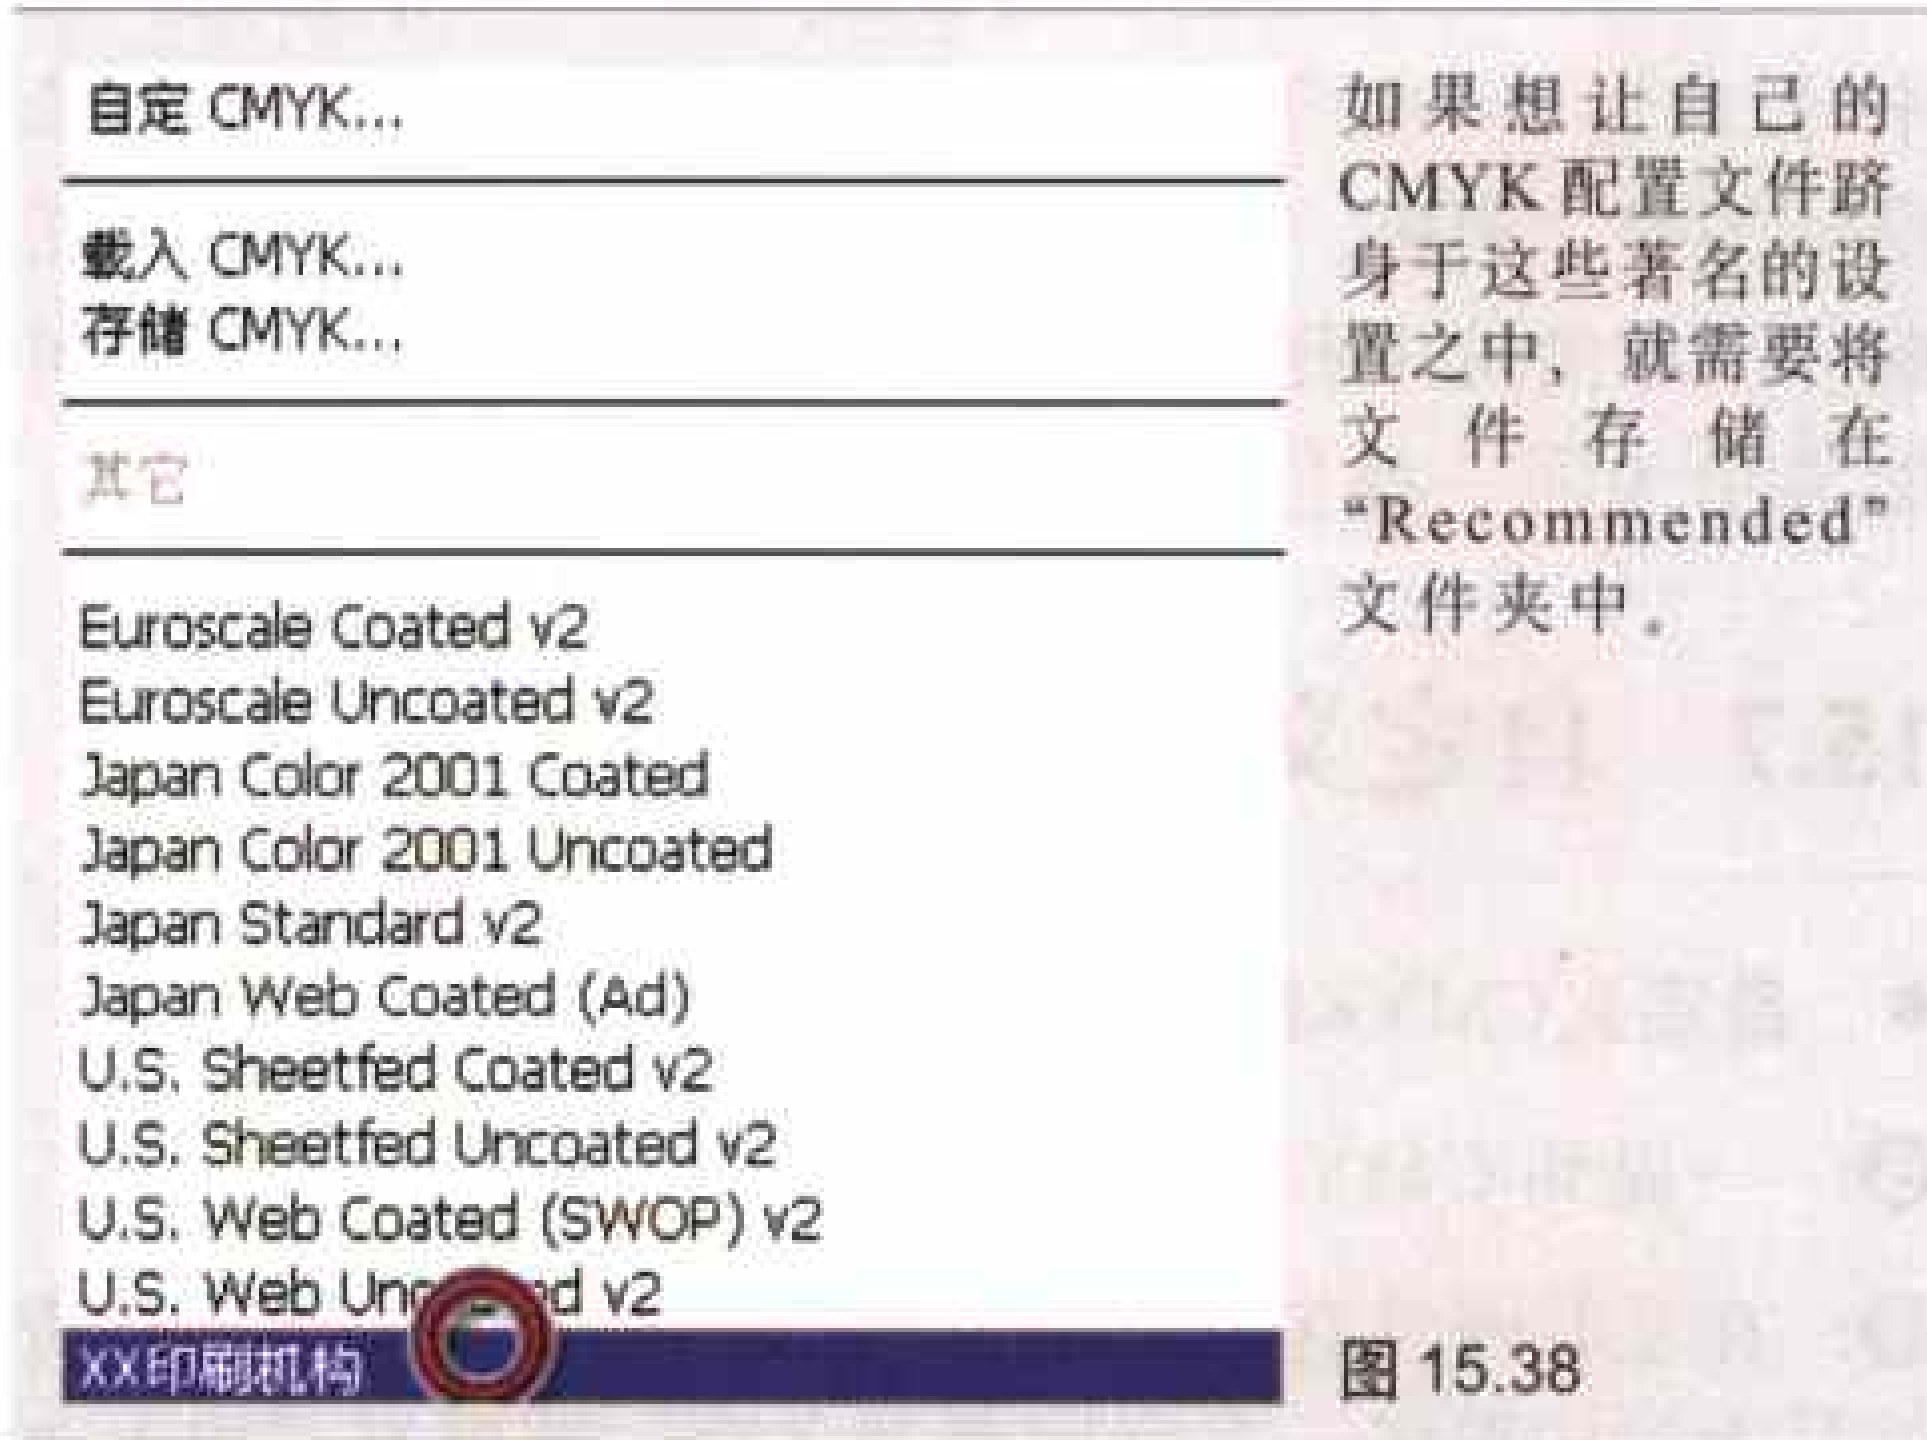 自定 CMYK...
载入 CMYK...
存储 CMYK...
其它
Euroscale Coated v2
Euroscale Uncoated v2
Japan Color 2001 Coated
Japan Color 2001 Uncoated
Japan Standard v2
Japan Web Coated (Ad)
U.S. Sheetfed Coated v2
U.S. Sheetfed Uncoated v2
U.S. Web Coated (SWOP) v2
U.S. Web v2
XX印刷机构
如果想让自己的
CMYK配置文件跻
身于这些著名的设
置之中，就需要将
文件存储在
“Recommended”
文件夹中。
图 15.38